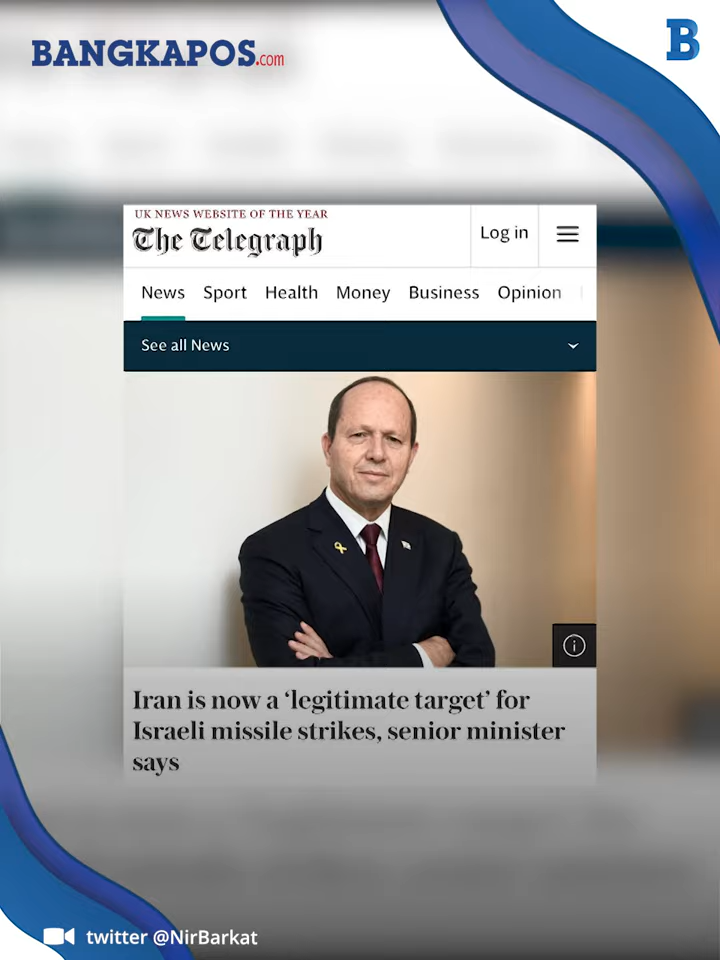 BANGKAPOS.com
B
UK NEWS WEBSITE OF THE YEAR
The Telegraph
Log in
News Sport Health Money Business Opinion
See all News
Iran is now a ‘legitimate target’ for
Israeli missile strikes, senior minister
says
twitter @NirBarkat